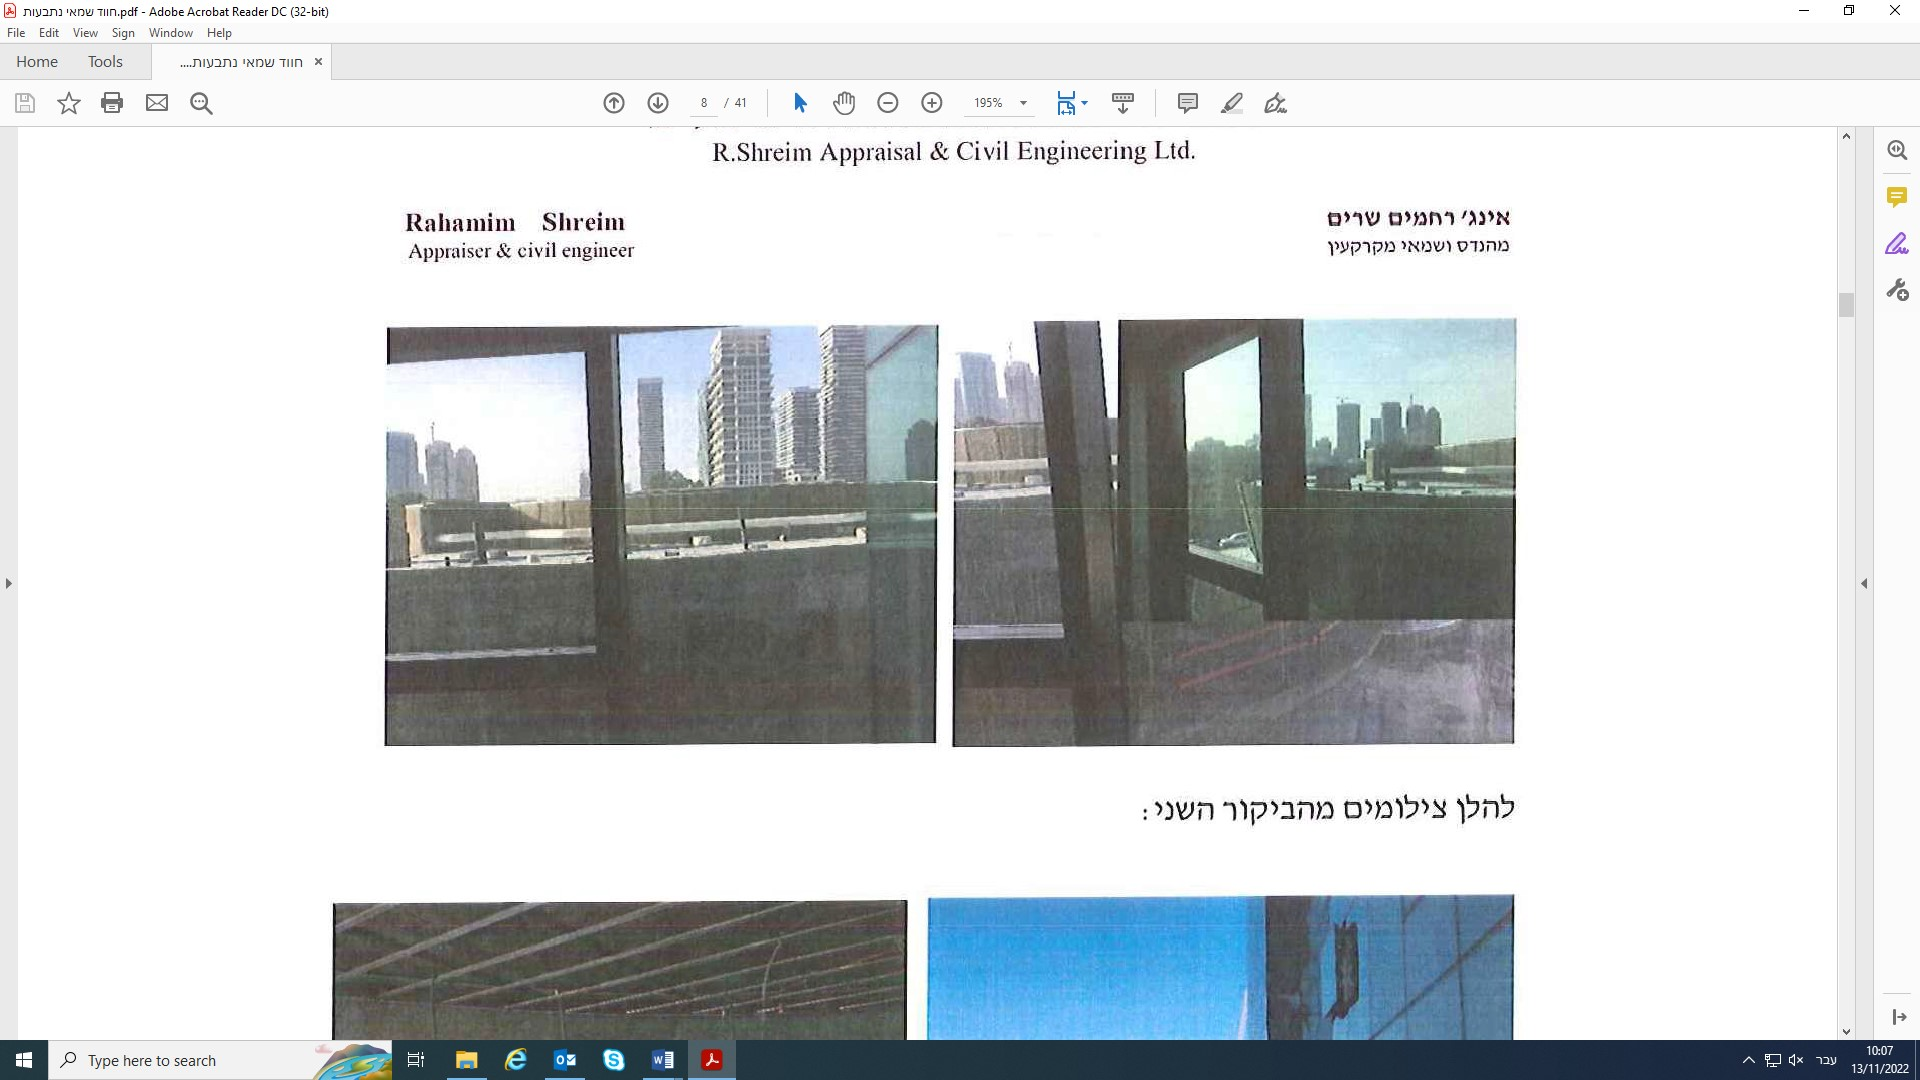 חווד שמאי נתבעות.pdf - Adobe Acrobat Reader DC (32-bit)
File Edit View Sign Window Help
Home Tools חווד שמאי נתבעות....
8 / 41 195%
R.Shreim Appraisal & Civil Engineering Ltd.
Rahamim Shreim אינג' רחמים שרים
Appraiser & civil engineer מהנדס ושמאי מקרקעין
להלן צילומים מהביקור השני :
Type here to search
עבר 10:07
13/11/2022